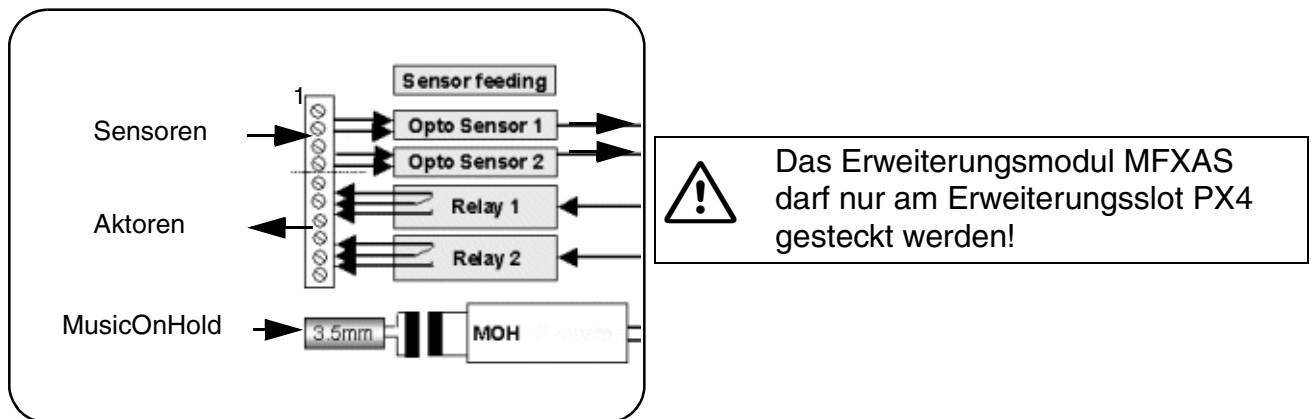 Sensor feeding
1
Sensoren
Opto Sensor 1
Opto Sensor 2
Aktoren
Relay 1
Relay 2
MusicOnHold
3.5mm
MOH
Das Erweiterungsmodul MFXAS
darf nur am Erweiterungsslot PX4
gesteckt werden!